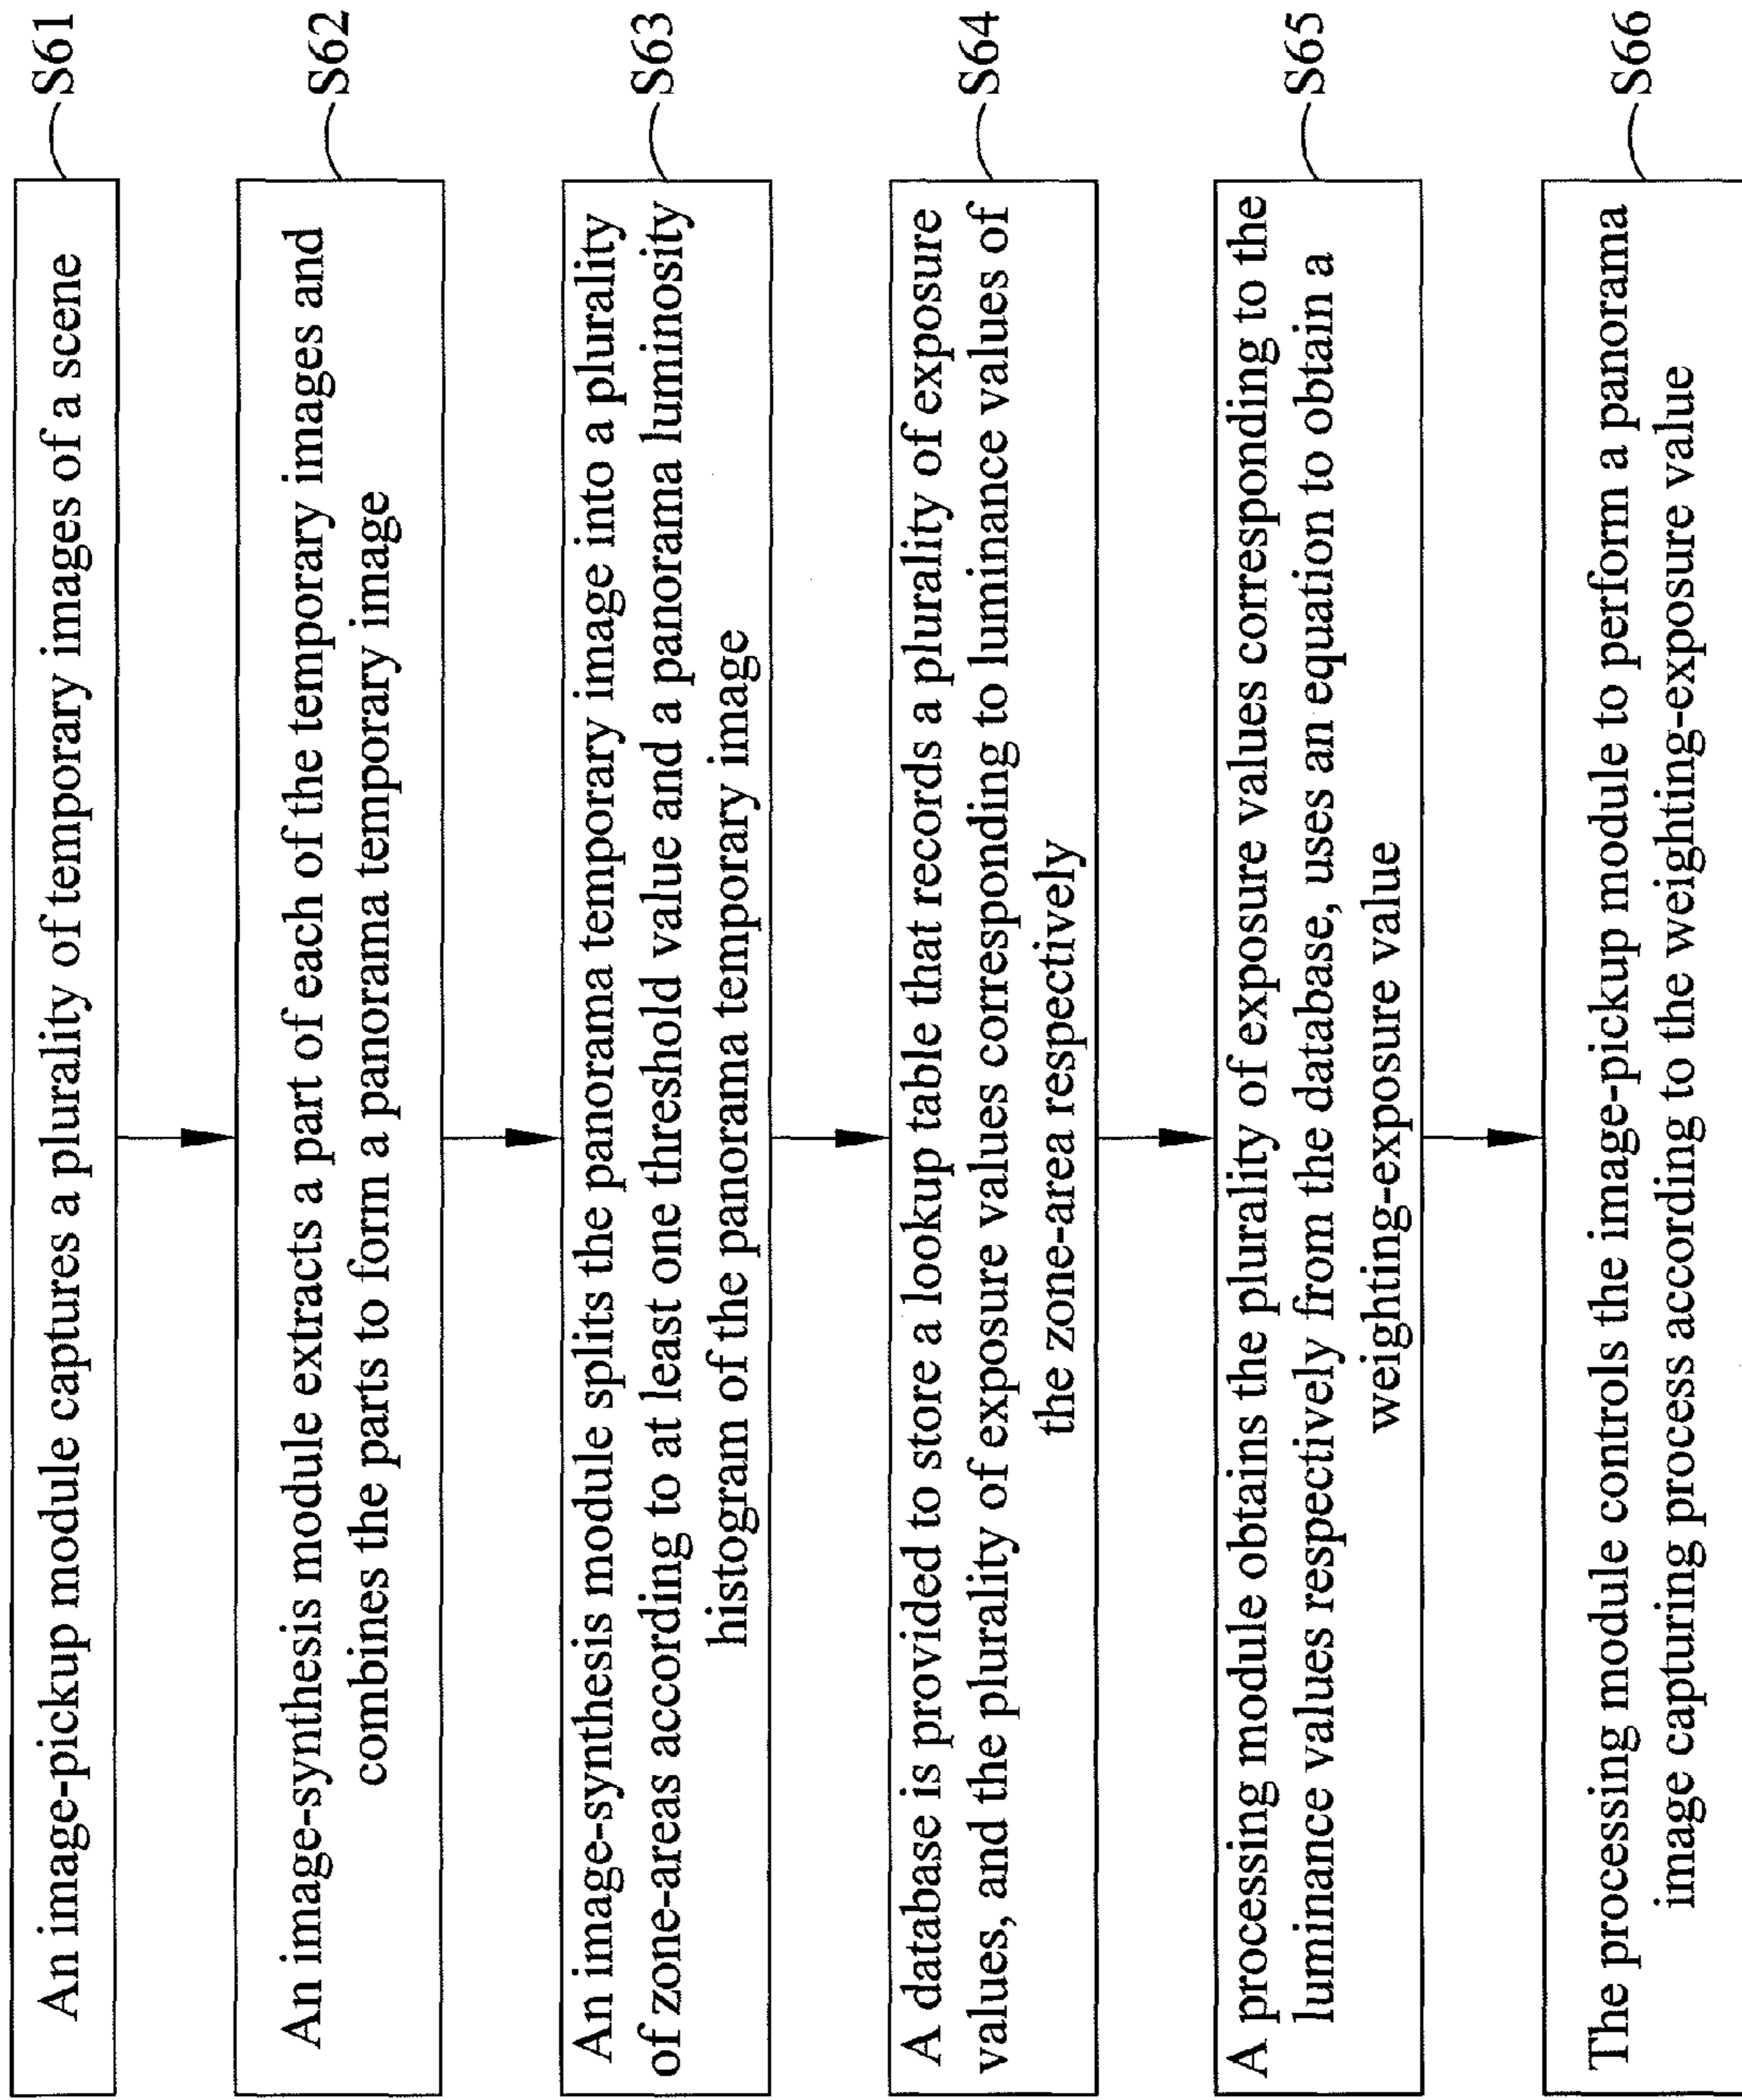 An image-pickup module captures a plurality of temporary images of a scene
S61
An image-synthesis module extracts a part of each of the temporary images and
combines the parts to form a panorama temporary image
S62
An image-synthesis module splits the panorama temporary image into a plurality
of zone-areas according to at least one threshold value and a panorama luminosity
histogram of the panorama temporary image
S63
A database is provided to store a lookup table that records a plurality of exposure
values, and the plurality of exposure values corresponding to luminance values of
the zone-area respectively
S64
A processing module obtains the plurality of exposure values corresponding to the
luminance values respectively from the database, uses an equation to obtain a
weighting-exposure value
S65
The processing module controls the image-pickup module to perform a panorama
image capturing process according to the weighting-exposure value
S66